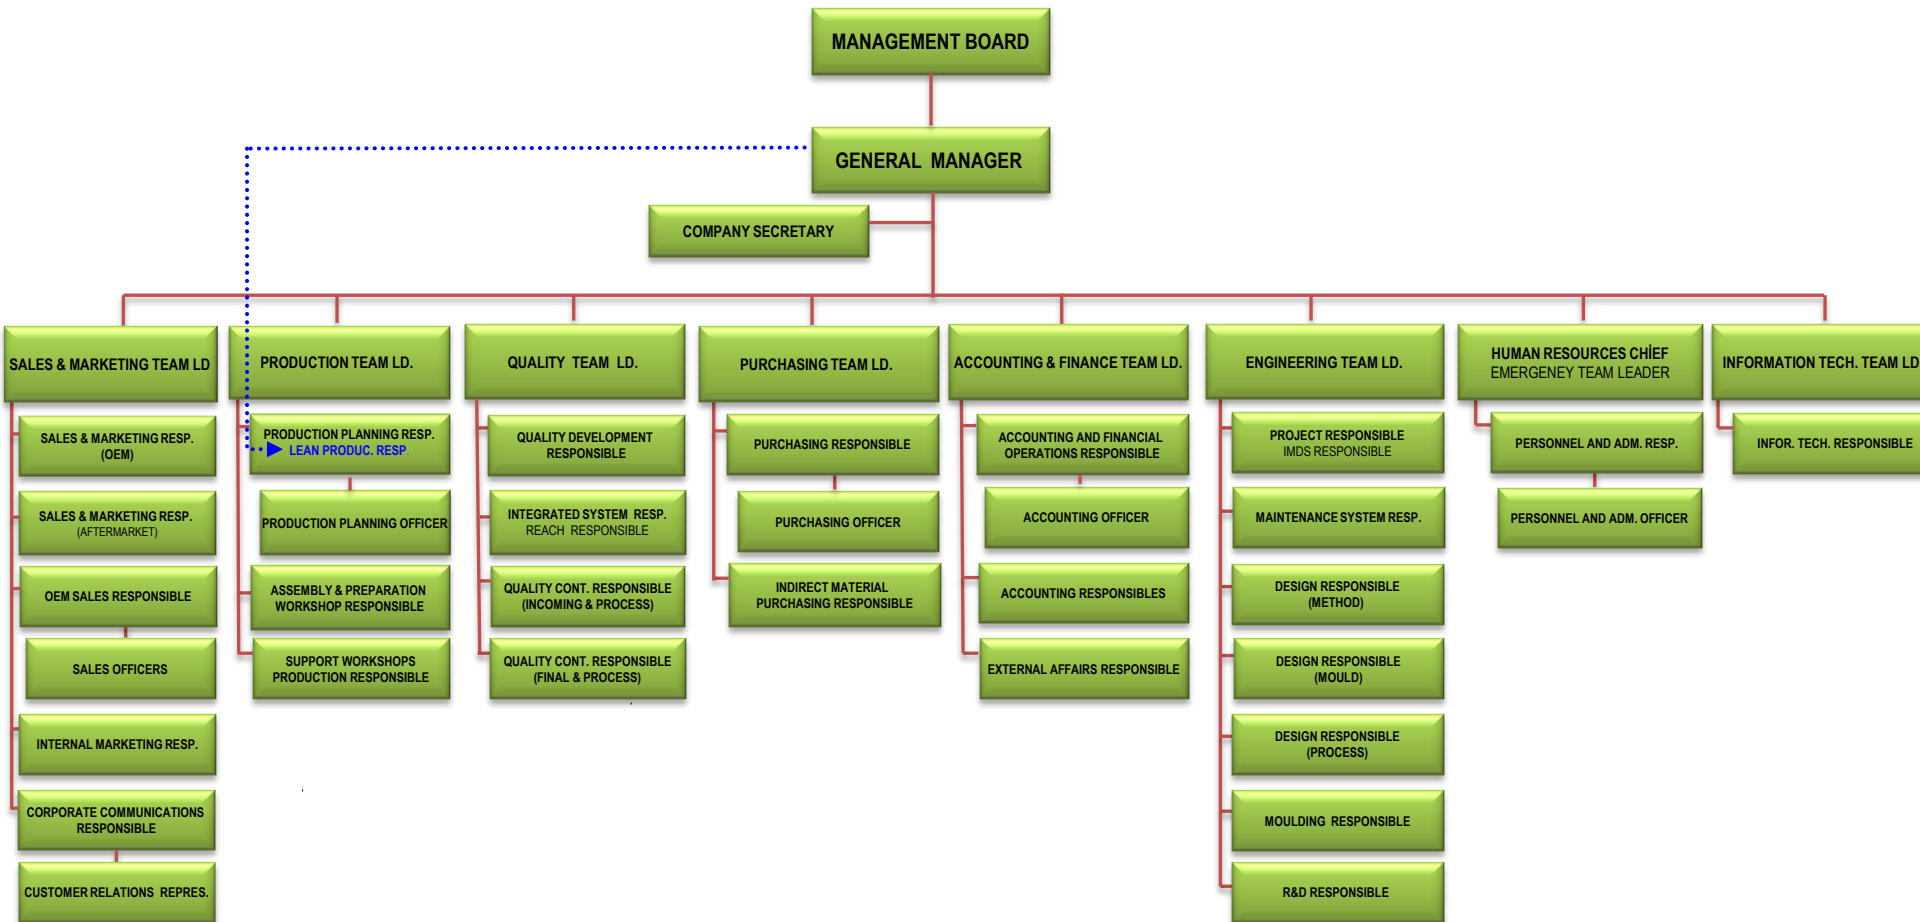 MANAGEMENT BOARD
GENERAL MANAGER
COMPANY SECRETARY
SALES & MARKETING TEAM LD
SALES & MARKETING RESP.
(OEM)
SALES & MARKETING RESP.
(AFTERMARKET)
OEM SALES RESPONSIBLE
SALES OFFICERS
INTERNAL MARKETING RESP.
CORPORATE COMMUNICATIONS
RESPONSIBLE
CUSTOMER RELATIONS REPRES.
PRODUCTION TEAM LD.
PRODUCTION PLANNING RESP.
LEAN PRODUC. RESP.
PRODUCTION PLANNING OFFICER
ASSEMBLY & PREPARATION
WORKSHOP RESPONSIBLE
SUPPORT WORKSHOPS
PRODUCTION RESPONSIBLE
QUALITY TEAM LD.
QUALITY DEVELOPMENT
RESPONSIBLE
INTEGRATED SYSTEM RESP.
REACH RESPONSIBLE
QUALITY CONT. RESPONSIBLE
(INCOMING & PROCESS)
QUALITY CONT. RESPONSIBLE
(FINAL & PROCESS)
PURCHASING TEAM LD.
PURCHASING RESPONSIBLE
PURCHASING OFFICER
INDIRECT MATERIAL
PURCHASING RESPONSIBLE
ACCOUNTING & FINANCE TEAM LD.
ACCOUNTING AND FINANCIAL
OPERATIONS RESPONSIBLE
ACCOUNTING OFFICER
ACCOUNTING RESPONSIBLES
EXTERNAL AFFAIRS RESPONSIBLE
ENGINEERING TEAM LD.
PROJECT RESPONSIBLE
IMDS RESPONSIBLE
MAINTENANCE SYSTEM RESP.
DESIGN RESPONSIBLE
(METHOD)
DESIGN RESPONSIBLE
(MOULD)
DESIGN RESPONSIBLE
(PROCESS)
MOULDING RESPONSIBLE
R&D RESPONSIBLE
HUMAN RESOURCES CHİEF
EMERGENEY TEAM LEADER
PERSONNEL AND ADM. RESP.
PERSONNEL AND ADM. OFFICER
INFORMATION TECH. TEAM LD
INFOR. TECH. RESPONSIBLE